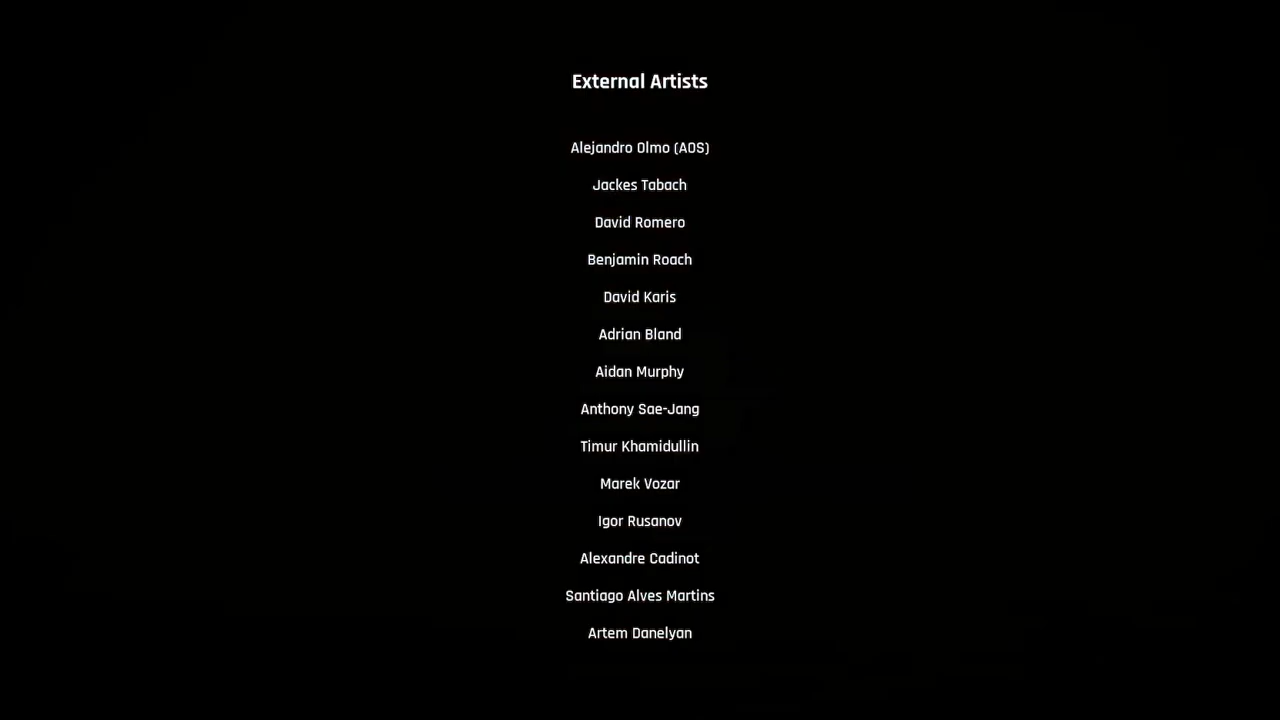 External Artists
Alejandro Olmo (AOS)
Jackes Tabach
David Romero
Benjamin Roach
David Karis
Adrian Bland
Aidan Murphy
Anthony Sae-Jang
Timur Khamidullin
Marek Vozar
Igor Rusanov
Alexandre Cadinot
Santiago Alves Martins
Artem Danelyan